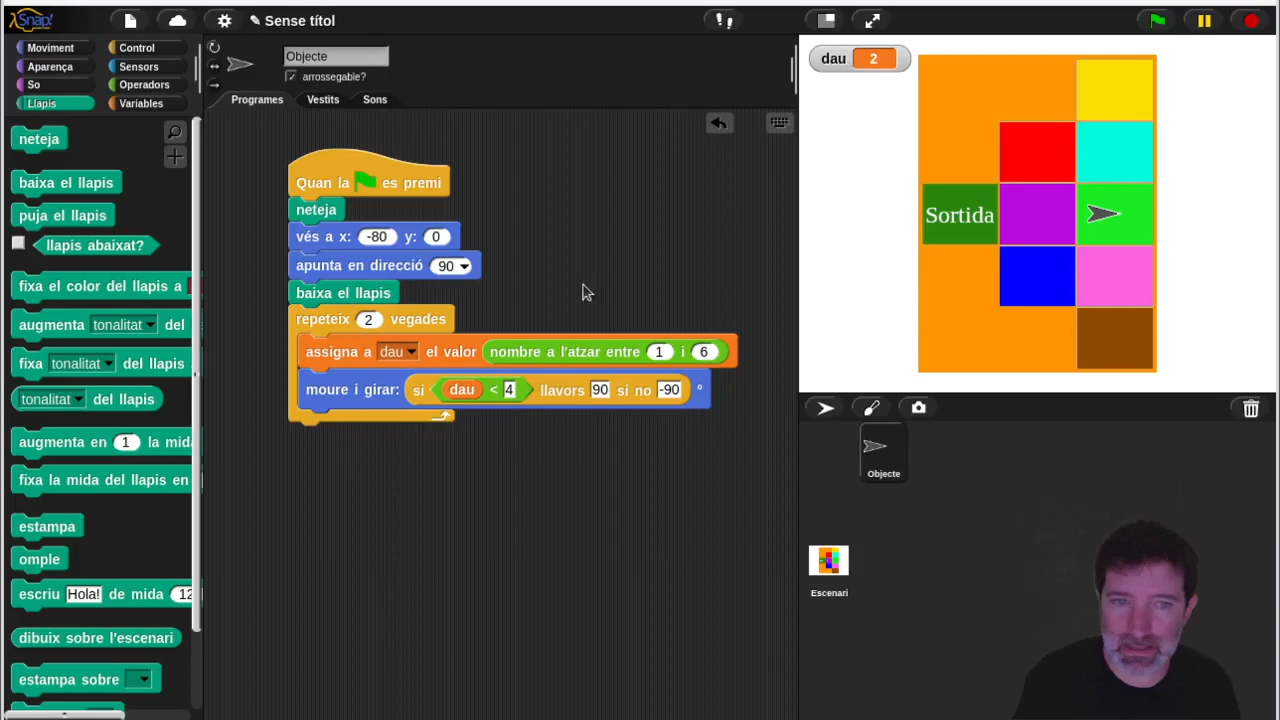 Snap!
Sense títol
Moviment
Aparença
So
Llapis
Control
Sensors
Operadors
Variables
neteja
baixa el llapis
puja el llapis
llapis abaixat?
fixa el color del llapis a
augmenta tonalitat del
fixa tonalitat del llapis
tonalitat del llapis
augmenta en 1 la mida
fixa la mida del llapis en
estampa
omple
escriu Hola! de mida 12
dibuix sobre l'escenari
estampa sobre
Objecte
arrossegable?
Programes Vestits Sons
Quan la es premi
neteja
vés a x: -80 y: 0
apunta en direcció 90
baixa el llapis
repeteix 2 vegades
assigna a dau el valor nombre a l'atzar entre 1 i 6
moure i girar: si dau < 4 llavors 90 si no -90 º
dau 2
Sortida
Objecte
Escenari